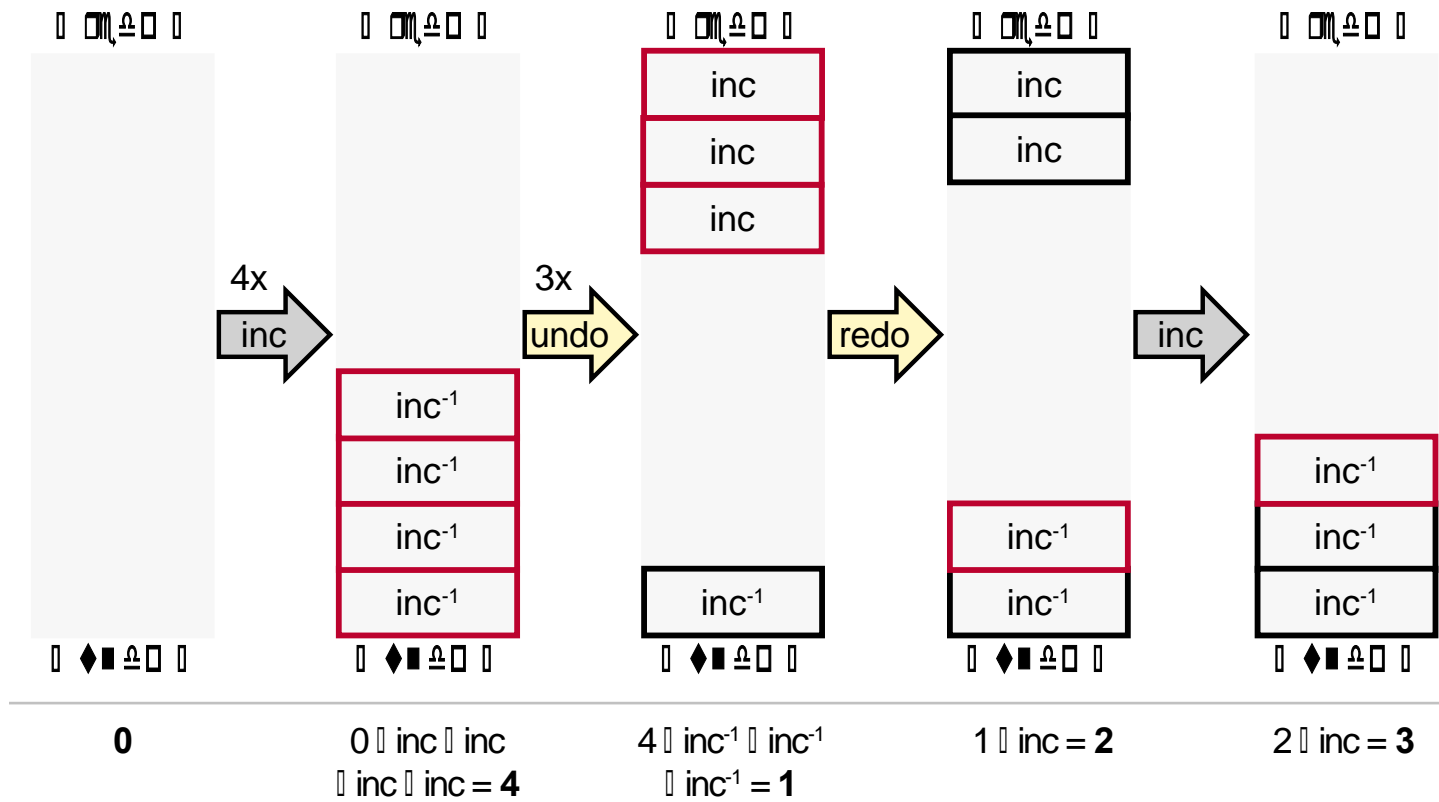 inc
inc
inc
inc
inc
4x
inc
3x
undo
redo
inc
inc⁻¹
inc⁻¹
inc⁻¹
inc⁻¹
inc⁻¹
inc⁻¹
inc⁻¹
inc⁻¹
inc⁻¹
inc⁻¹
0
0 ▯ inc ▯ inc
▯ inc ▯ inc = 4
4 ▯ inc⁻¹ ▯ inc⁻¹
▯ inc⁻¹ = 1
1 ▯ inc = 2
2 ▯ inc = 3